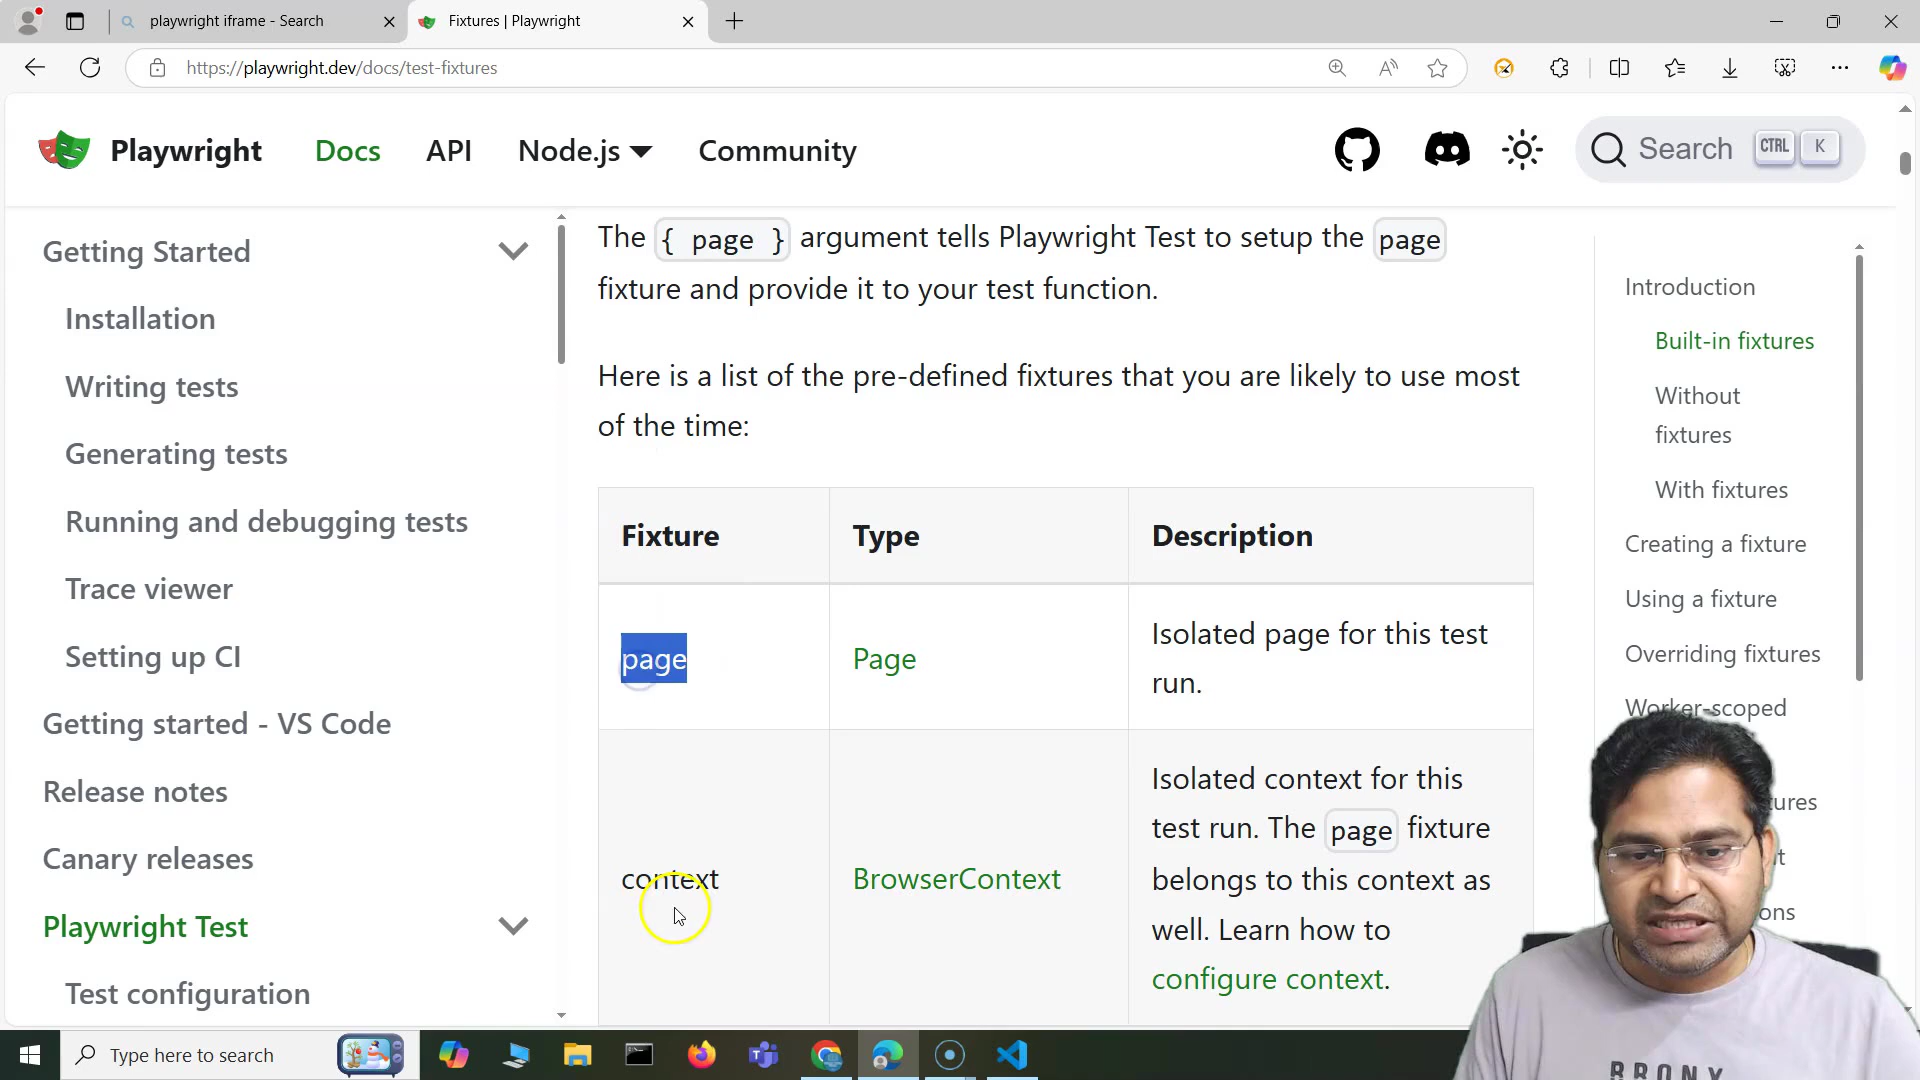 playwright iframe - Search
Fixtures | Playwright
https://playwright.dev/docs/test-fixtures
Playwright
Docs
API
Node.js
Community
Search
CTRL
K
Getting Started
Installation
Writing tests
Generating tests
Running and debugging tests
Trace viewer
Setting up CI
Getting started - VS Code
Release notes
Canary releases
Playwright Test
Test configuration
The { page } argument tells Playwright Test to setup the page
fixture and provide it to your test function.
Here is a list of the pre-defined fixtures that you are likely to use most
of the time:
Fixture
Type
Description
page
Page
Isolated page for this test
run.
context
BrowserContext
Isolated context for this
test run. The page fixture
belongs to this context as
well. Learn how to
configure context.
Introduction
Built-in fixtures
Without
fixtures
With fixtures
Creating a fixture
Using a fixture
Overriding fixtures
Worker-scoped
Type here to search